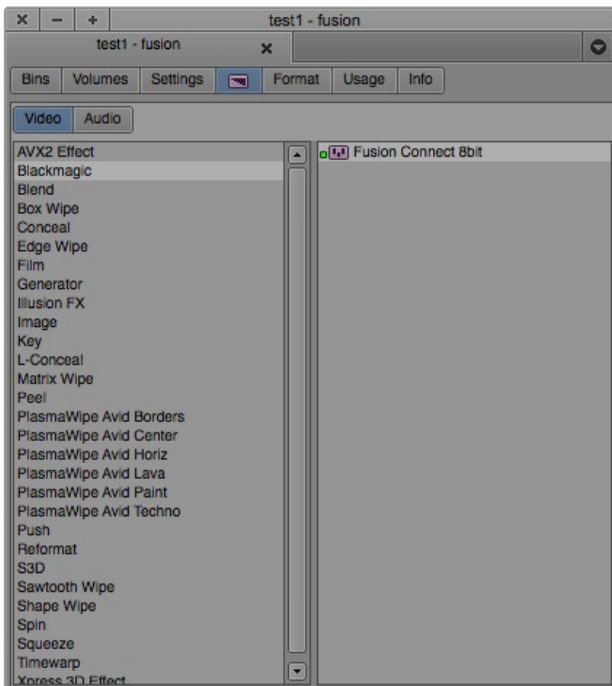 test1 - fusion
test1 - fusion
Bins Volumes Settings Format Usage Info
Video Audio
AVX2 Effect
Blackmagic
Blend
Box Wipe
Conceal
Edge Wipe
Film
Generator
Illusion FX
Image
Key
L-Conceal
Matrix Wipe
Peel
PlasmaWipe Avid Borders
PlasmaWipe Avid Center
PlasmaWipe Avid Horiz
PlasmaWipe Avid Lava
PlasmaWipe Avid Paint
PlasmaWipe Avid Techno
Push
Reformat
S3D
Sawtooth Wipe
Shape Wipe
Spin
Squeeze
Timewarp
Xpress 3D Effect
Fusion Connect 8bit